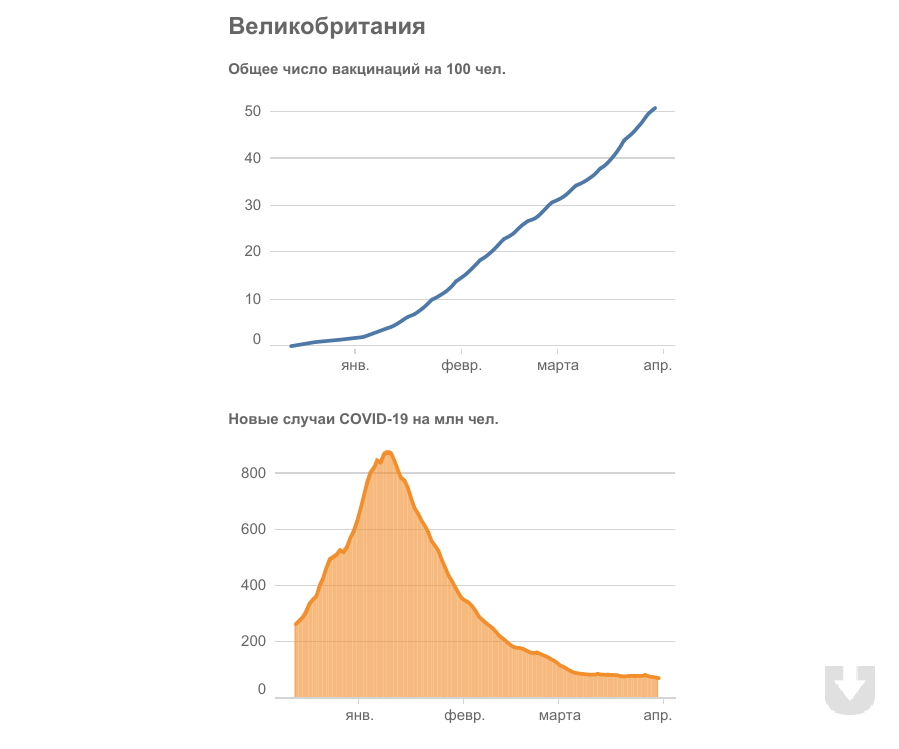 Великобритания
Общее число вакцинаций на 100 чел.
50
40
30
20
10
0
янв. февр. марта апр.
Новые случаи COVID-19 на млн чел.
800
600
400
200
0
янв. февр. марта апр.